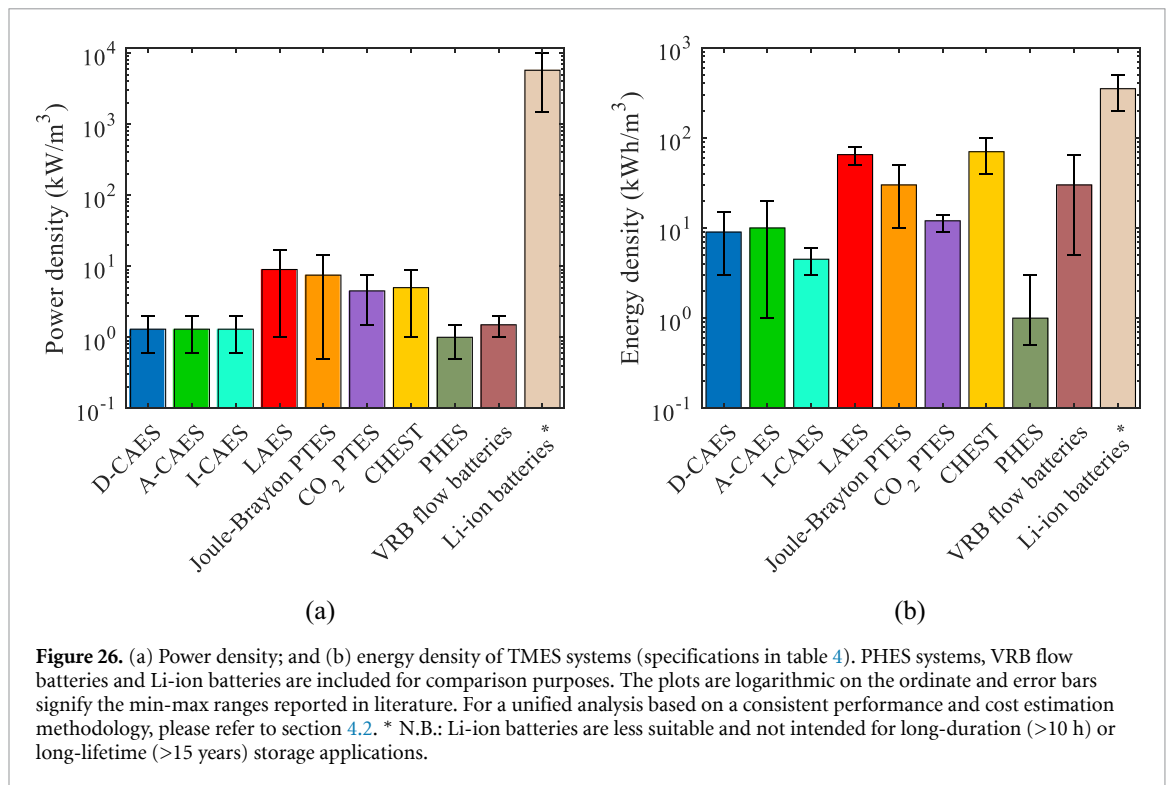 10^4
10^3
10^2
10^1
10^0
10^-1
Power density (kW/m^3)
D-CAES
A-CAES
I-CAES
LAES
Joule-Brayton PTES
CO_2 PTES
CHEST
PHES
VRB flow batteries
Li-ion batteries*
(a)
10^3
10^2
10^1
10^0
10^-1
Energy density (kWh/m^3)
D-CAES
A-CAES
I-CAES
LAES
Joule-Brayton PTES
CO_2 PTES
CHEST
PHES
VRB flow batteries
Li-ion batteries*
(b)
Figure 26. (a) Power density; and (b) energy density of TMES systems (specifications in table 4). PHES systems, VRB flow
batteries and Li-ion batteries are included for comparison purposes. The plots are logarithmic on the ordinate and error bars
signify the min-max ranges reported in literature. For a unified analysis based on a consistent performance and cost estimation
methodology, please refer to section 4.2. * N.B.: Li-ion batteries are less suitable and not intended for long-duration (>10 h) or
long-lifetime (>15 years) storage applications.